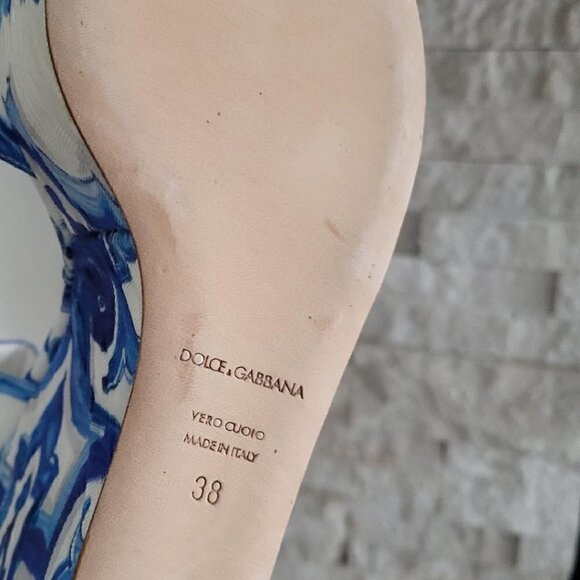 DOLCE & GABBANA
VERO CUOIO
MADE IN ITALY
38